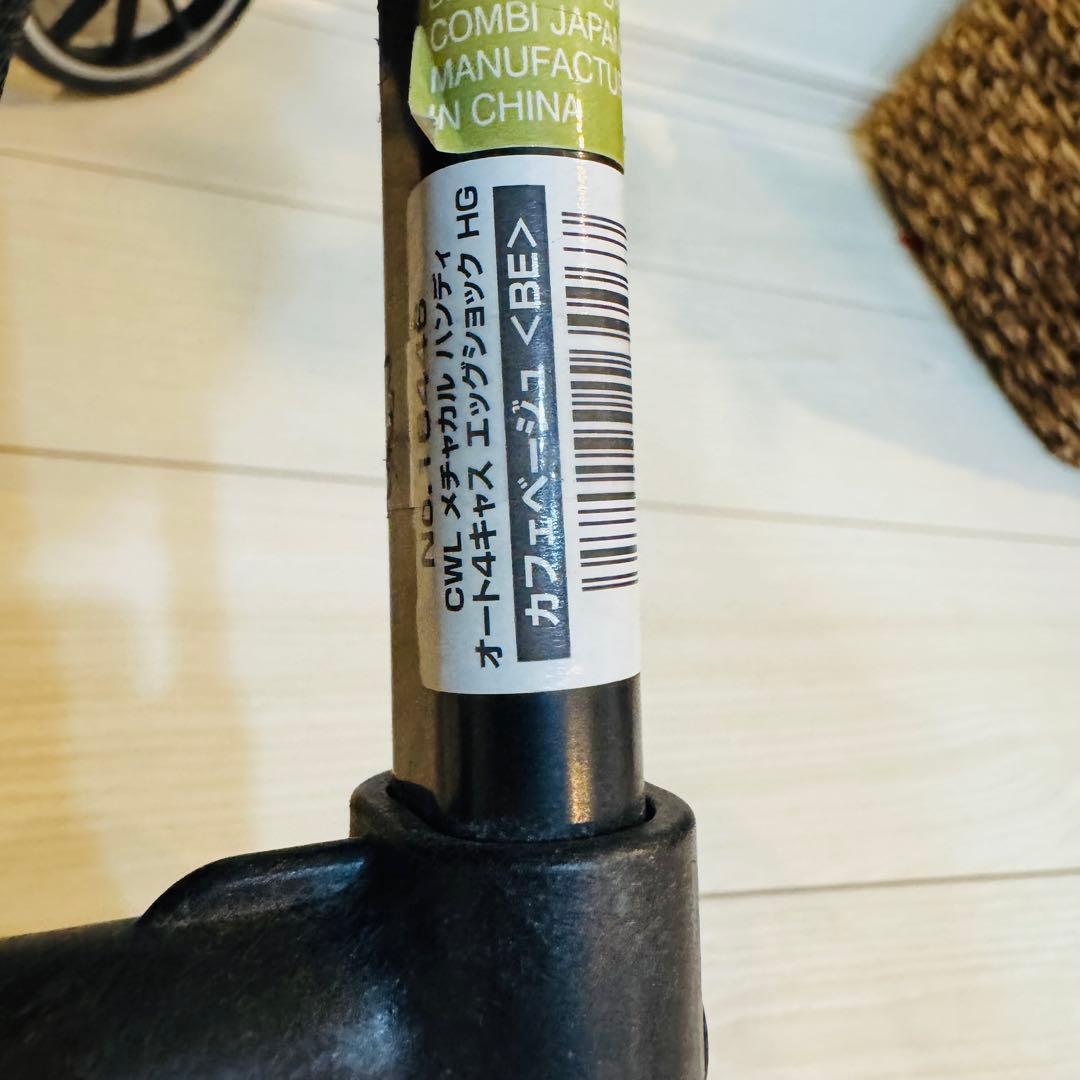 COMBI JAPAN
MANUFACTU
IN CHINA
CWL メチャカル ハンディ
オート4キャス エッグショック HG
カフェベージュ <BE>